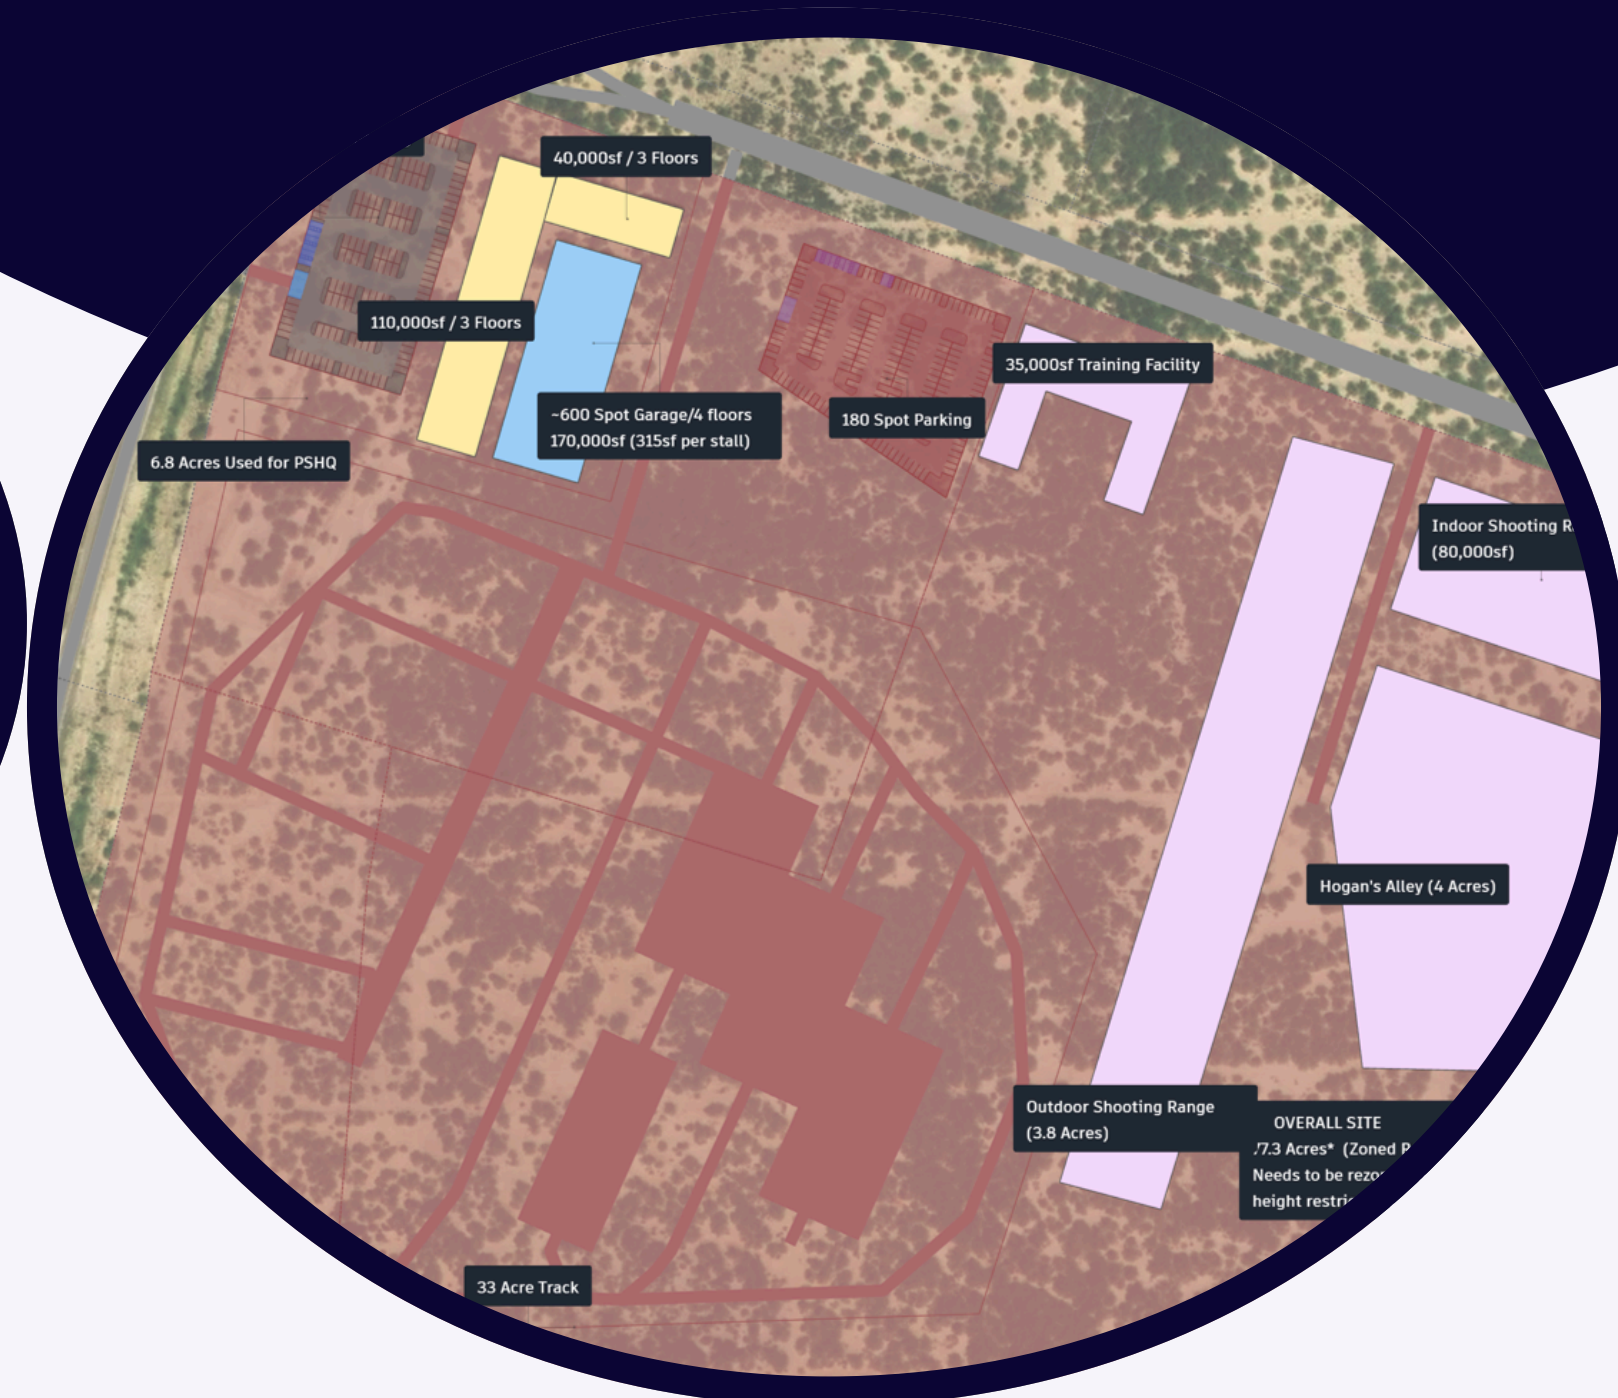 40,000sf / 3 Floors
110,000sf / 3 Floors
~600 Spot Garage/4 floors
170,000sf (315sf per stall)
35,000sf Training Facility
180 Spot Parking
6.8 Acres Used for PSHQ
Indoor Shooting
(80,000sf)
Hogan's Alley (4 Acres)
Outdoor Shooting Range
(3.8 Acres)
OVERALL SITE
7.3 Acres* (Zoned
Needs to be
height
33 Acre Track